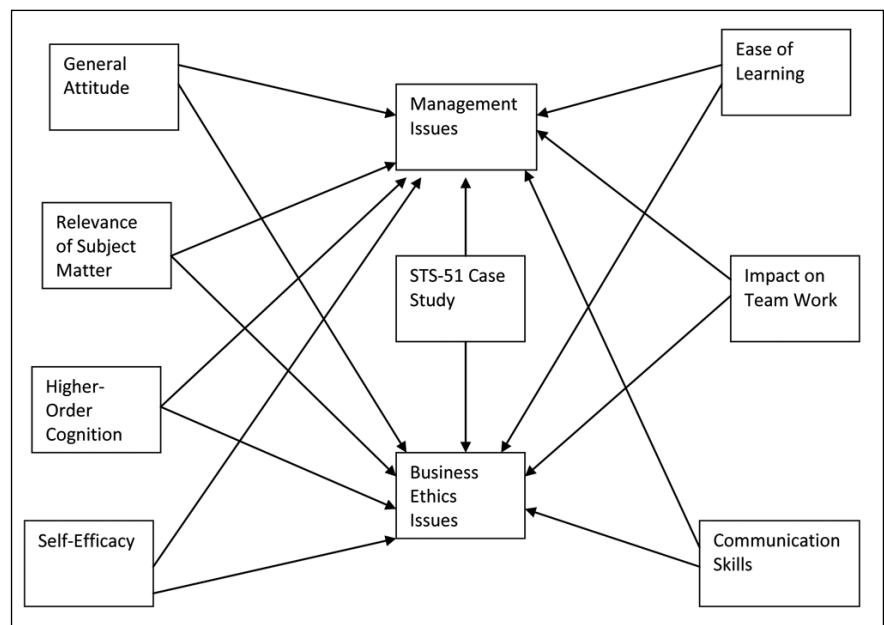 General
Attitude
Management
Issues
Ease of
Learning
Relevance
of Subject
Matter
STS-51 Case
Study
Impact on
Team Work
Higher-
Order
Cognition
Business
Ethics
Issues
Self-Efficacy
Communication
Skills